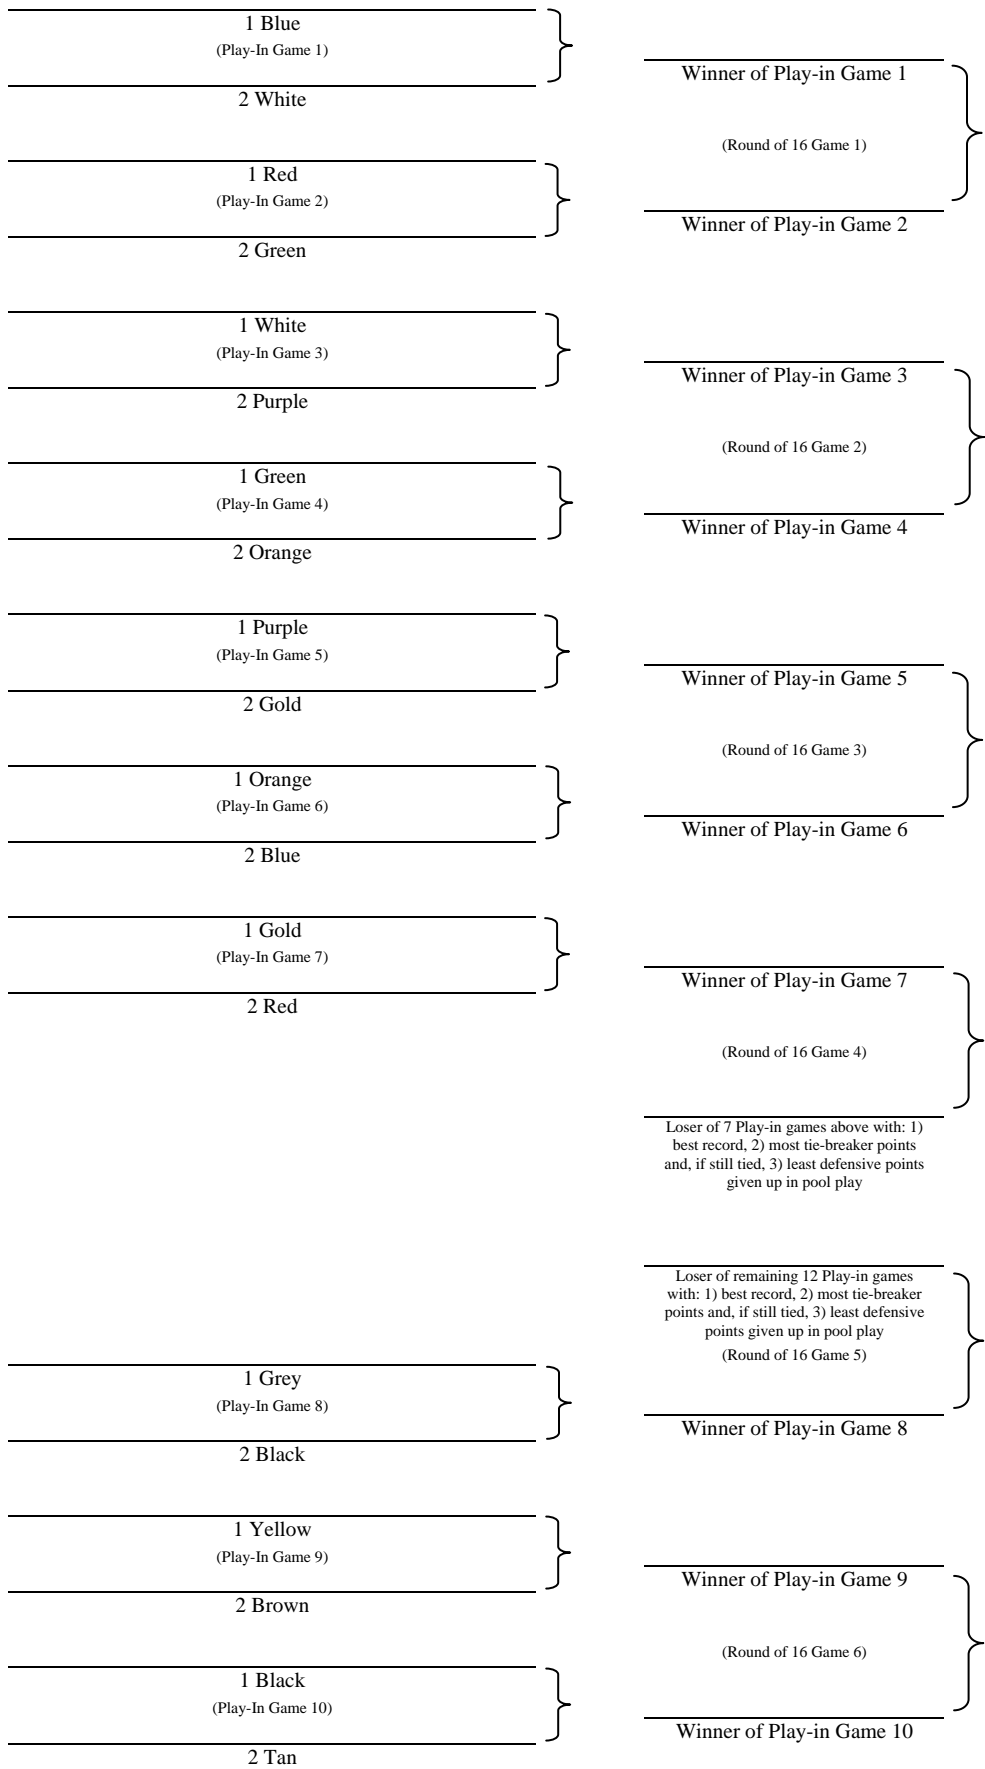 1 Blue
(Play-In Game 1)
2 White
1 Red
(Play-In Game 2)
2 Green
1 White
(Play-In Game 3)
2 Purple
1 Green
(Play-In Game 4)
2 Orange
1 Purple
(Play-In Game 5)
2 Gold
1 Orange
(Play-In Game 6)
2 Blue
1 Gold
(Play-In Game 7)
2 Red
1 Grey
(Play-In Game 8)
2 Black
1 Yellow
(Play-In Game 9)
2 Brown
1 Black
(Play-In Game 10)
2 Tan
Winner of Play-in Game 1
(Round of 16 Game 1)
Winner of Play-in Game 2
Winner of Play-in Game 3
(Round of 16 Game 2)
Winner of Play-in Game 4
Winner of Play-in Game 5
(Round of 16 Game 3)
Winner of Play-in Game 6
Winner of Play-in Game 7
(Round of 16 Game 4)
Loser of 7 Play-in games above with: 1)
best record, 2) most tie-breaker points
and, if still tied, 3) least defensive points
given up in pool play
Loser of remaining 12 Play-in games
with: 1) best record, 2) most tie-breaker
points and, if still tied, 3) least defensive
points given up in pool play
(Round of 16 Game 5)
Winner of Play-in Game 8
Winner of Play-in Game 9
(Round of 16 Game 6)
Winner of Play-in Game 10